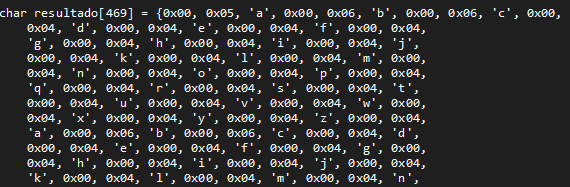 char resultado[469] = {0x00, 0x05, 'a', 0x00, 0x06, 'b', 0x00, 0x06, 'c', 0x00,
0x04, 'd', 0x00, 0x04, 'e', 0x00, 0x04, 'f', 0x00, 0x04,
'g', 0x00, 0x04, 'h', 0x00, 0x04, 'i', 0x00, 0x04, 'j',
0x00, 0x04, 'k', 0x00, 0x04, 'l', 0x00, 0x04, 'm', 0x00,
0x04, 'n', 0x00, 0x04, 'o', 0x00, 0x04, 'p', 0x00, 0x04,
'q', 0x00, 0x04, 'r', 0x00, 0x04, 's', 0x00, 0x04, 't',
0x00, 0x04, 'u', 0x00, 0x04, 'v', 0x00, 0x04, 'w', 0x00,
0x04, 'x', 0x00, 0x04, 'y', 0x00, 0x04, 'z', 0x00, 0x04,
'a', 0x00, 0x06, 'b', 0x00, 0x06, 'c', 0x00, 0x04, 'd',
0x00, 0x04, 'e', 0x00, 0x04, 'f', 0x00, 0x04, 'g', 0x00,
0x04, 'h', 0x00, 0x04, 'i', 0x00, 0x04, 'j', 0x00, 0x04,
'k', 0x00, 0x04, 'l', 0x00, 0x04, 'm', 0x00, 0x04, 'n',